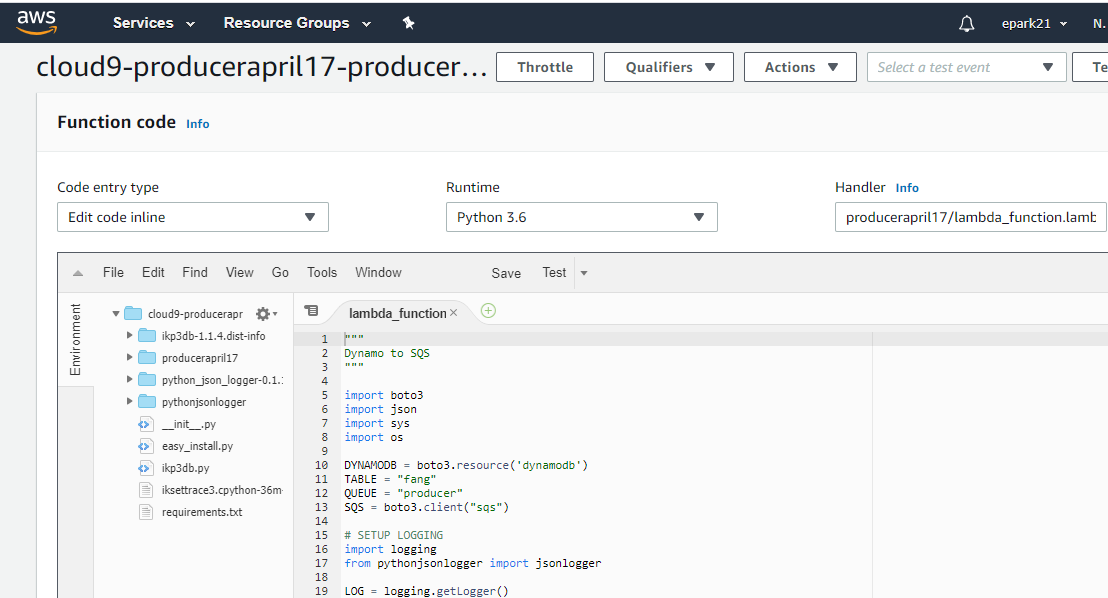 aws Services Resource Groups epark21 N.
cloud9-producerapril17-producer... Throttle Qualifiers Actions Select a test event Te
Function code Info
Code entry type Runtime Handler Info
Edit code inline Python 3.6 producerapril17/lambda_function.lamb
File Edit Find View Go Tools Window Save Test
Environment
cloud9-producerapr
ikp3db-1.1.4.dist-info
producerapril17
python_json_logger-0.1.
pythonjsonlogger
__init__.py
easy_install.py
ikp3db.py
iksettrace3.cpython-36m-
requirements.txt
lambda_function ×
1 """
2 Dynamo to SQS
3 """
4
5 import boto3
6 import json
7 import sys
8 import os
9
10 DYNAMODB = boto3.resource('dynamodb')
11 TABLE = "fang"
12 QUEUE = "producer"
13 SQS = boto3.client("sqs")
14
15 # SETUP LOGGING
16 import logging
17 from pythonjsonlogger import jsonlogger
18
19 LOG = logging.getLogger()